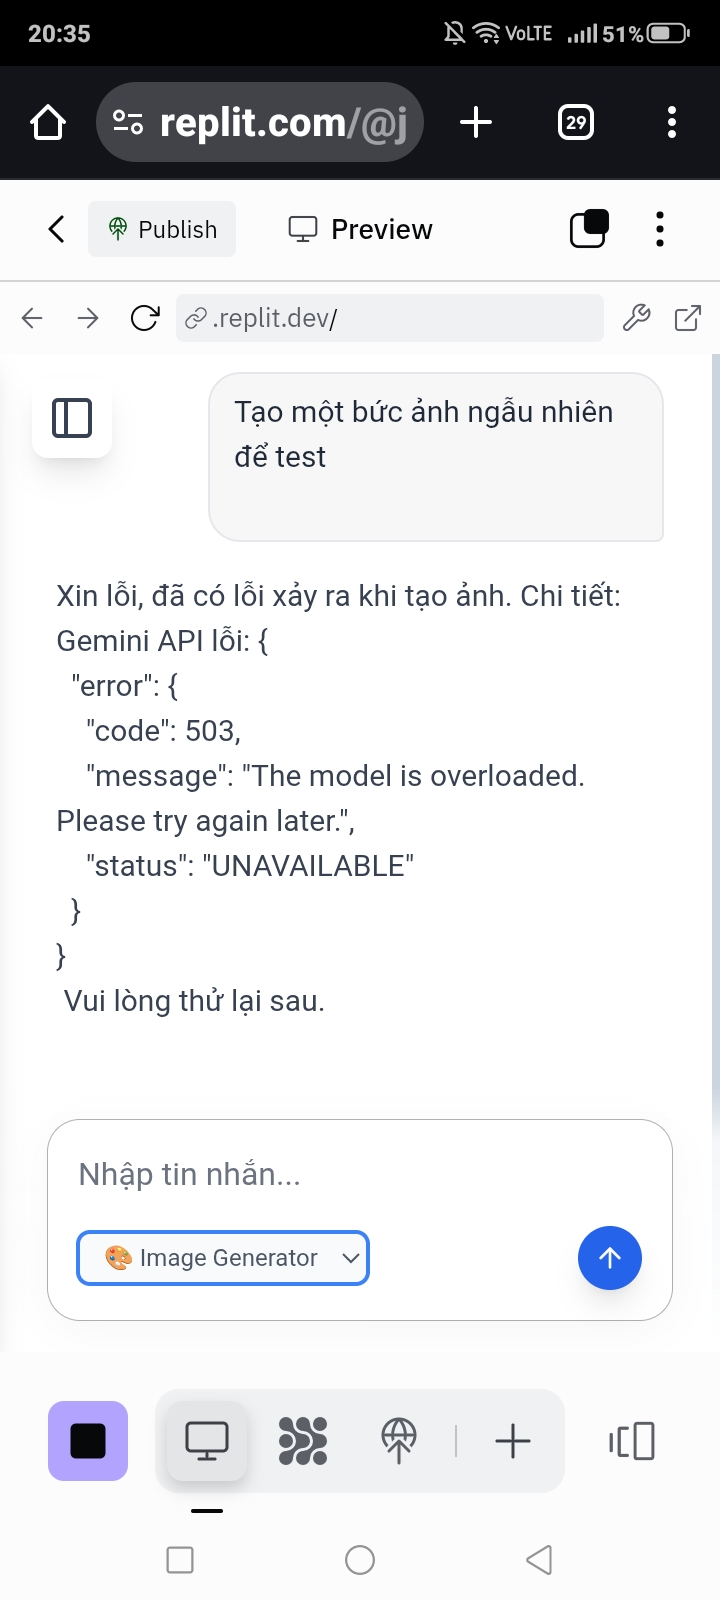 20:35
VoLTE
51%
replit.com/@j
29
Publish
Preview
.replit.dev/
Tạo một bức ảnh ngẫu nhiên
để test
Xin lỗi, đã có lỗi xảy ra khi tạo ảnh. Chi tiết:
Gemini API lỗi: {
"error": {
"code": 503,
"message": "The model is overloaded.
Please try again later.",
"status": "UNAVAILABLE"
}
}
Vui lòng thử lại sau.
Nhập tin nhắn...
🎨 Image Generator